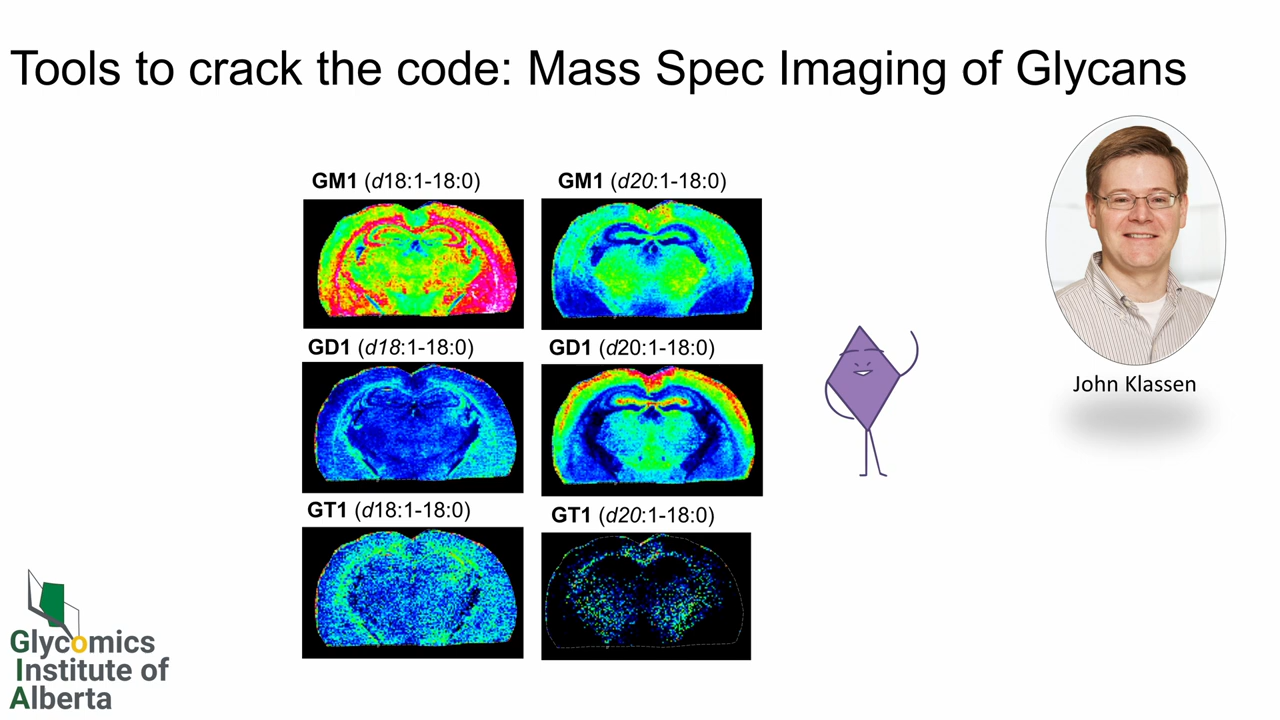 Tools to crack the code: Mass Spec Imaging of Glycans
GM1 (d18:1-18:0)
GM1 (d20:1-18:0)
GD1 (d18:1-18:0)
GD1 (d20:1-18:0)
GT1 (d18:1-18:0)
GT1 (d20:1-18:0)
John Klassen
Glycomics
Institute of
Alberta